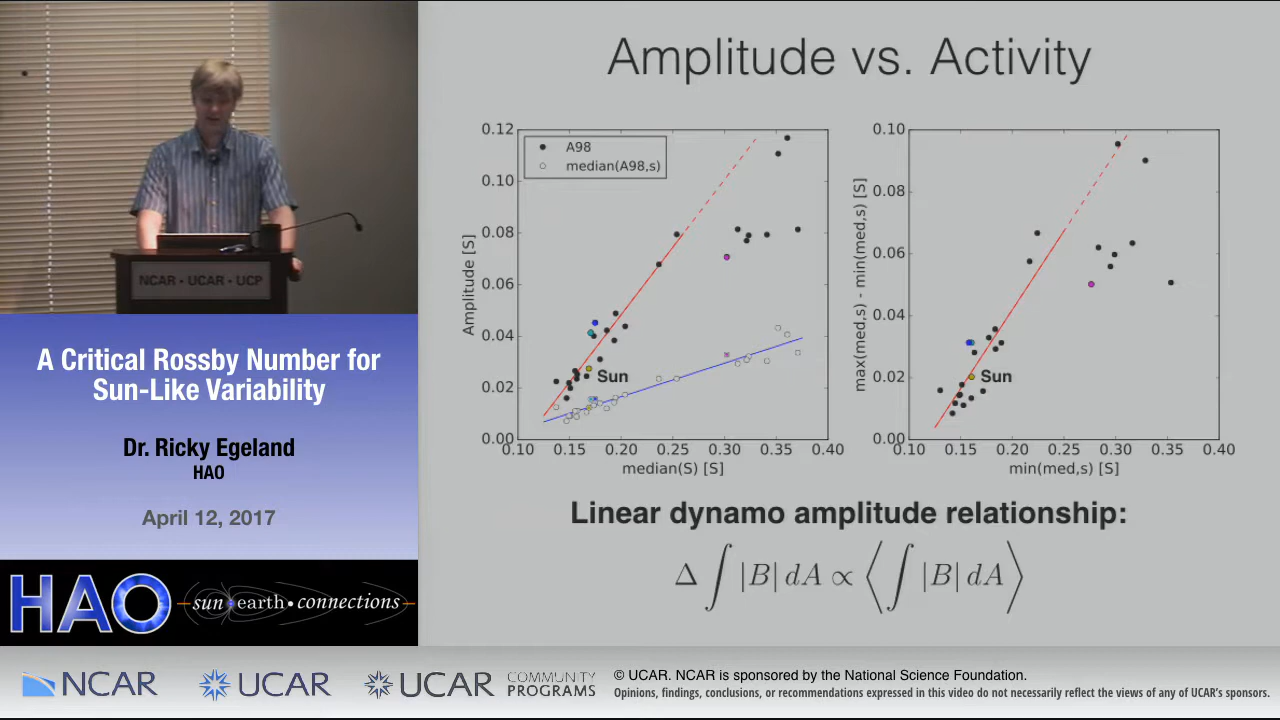 Amplitude vs. Activity
NCAR • UCAR • UCP
A Critical Rossby Number for
Sun-Like Variability
Dr. Ricky Egeland
HAO
April 12, 2017
HAO
sun earth • connections
0.12
0.10
0.08
0.06
0.04
0.02
0.00
Amplitude [S]
A98
median(A98,s)
Sun
0.10 0.15 0.20 0.25 0.30 0.35 0.40
median(S) [S]
0.10
0.08
0.06
0.04
0.02
0.00
max(med,s) - min(med,s) [S]
Sun
0.10 0.15 0.20 0.25 0.30 0.35 0.40
min(med,s) [S]
Linear dynamo amplitude relationship:
Δ ∫ |B| dA ∝ ⟨ ∫ |B| dA ⟩
NCAR
UCAR
UCAR
COMMUNITY
PROGRAMS
© UCAR. NCAR is sponsored by the National Science Foundation.
Opinions, findings, conclusions, or recommendations expressed in this video do not necessarily reflect the views of any of UCAR's sponsors.